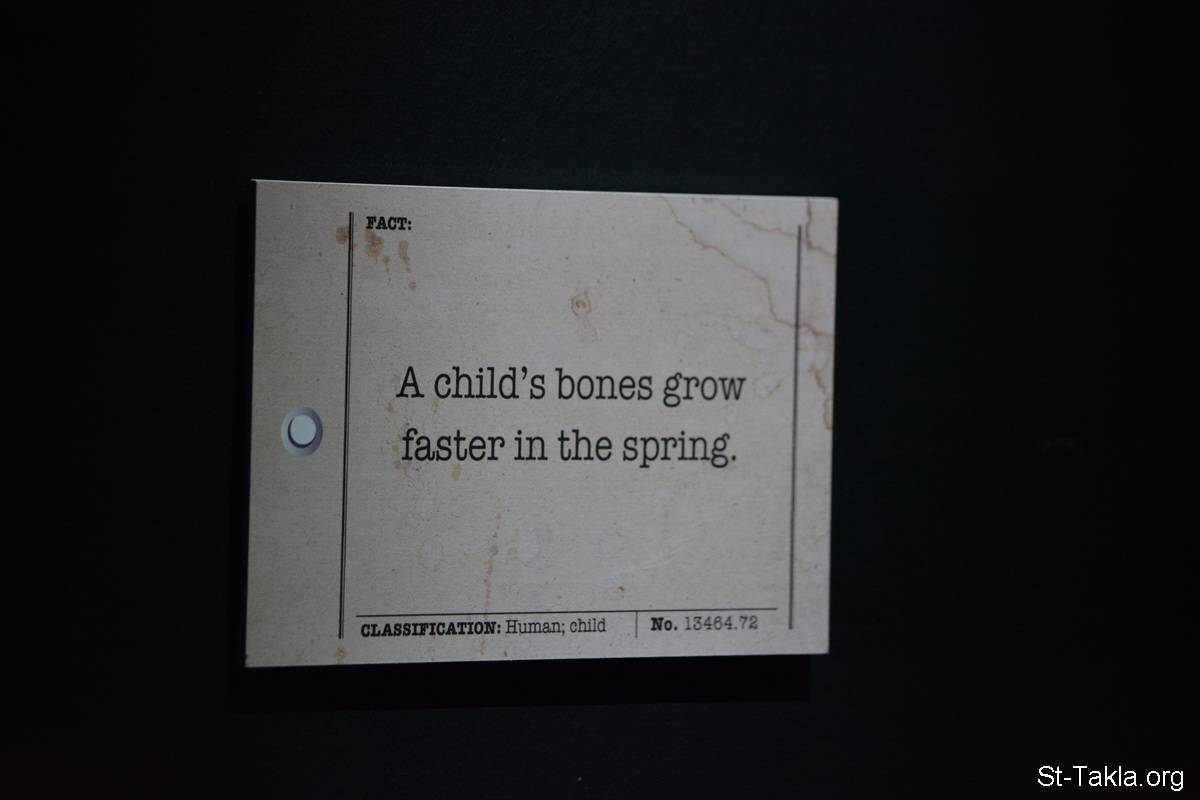 FACT:
A child's bones grow
faster in the spring.
CLASSIFICATION: Human; child
No. 13464.72
St-Takla.org